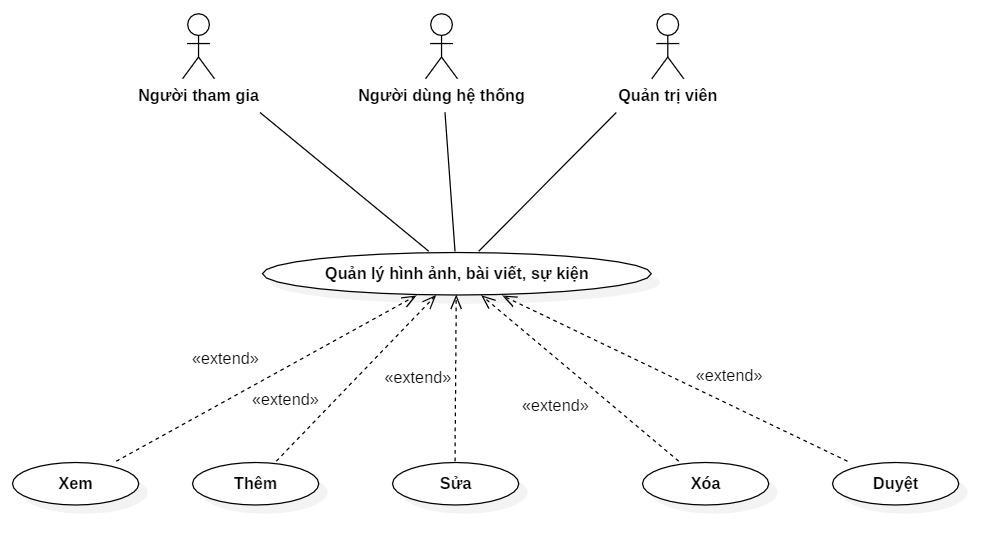 Người tham gia
Người dùng hệ thống
Quản trị viên
Quản lý hình ảnh, bài viết, sự kiện
«extend»
«extend»
«extend»
«extend»
«extend»
Xem
Thêm
Sửa
Xóa
Duyệt